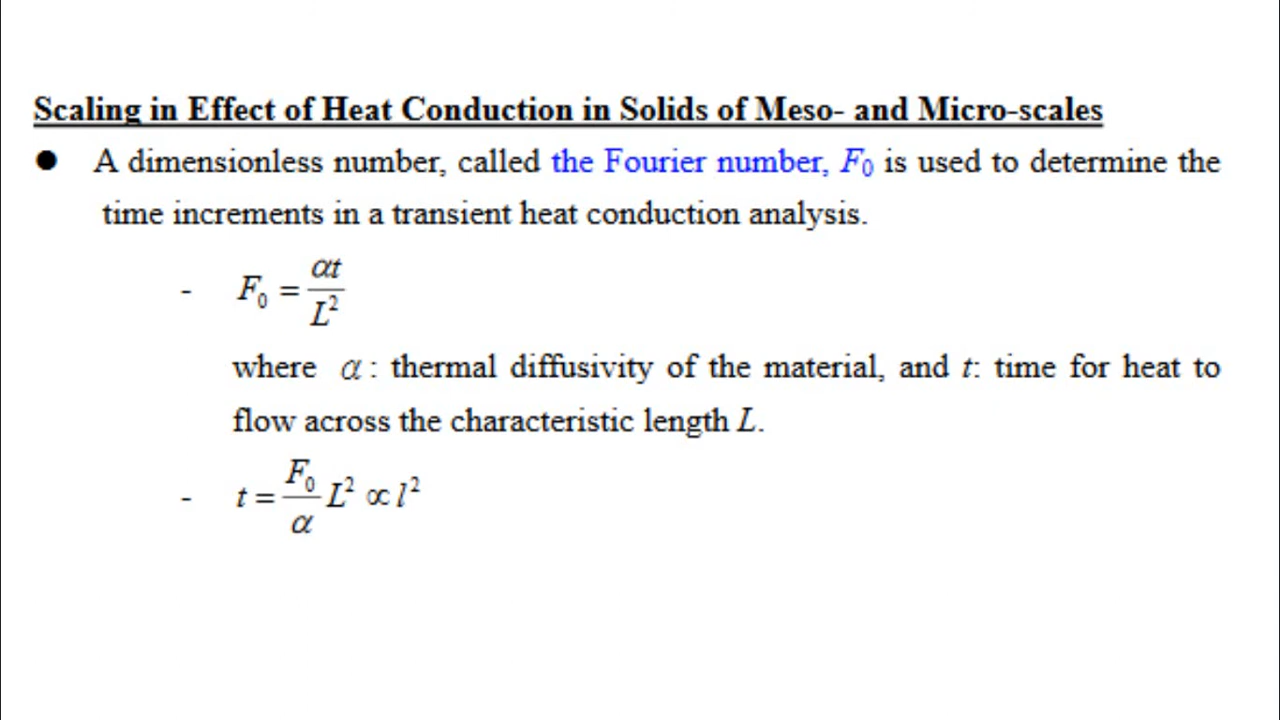 Scaling in Effect of Heat Conduction in Solids of Meso- and Micro-scales
● A dimensionless number, called the Fourier number, F₀ is used to determine the
time increments in a transient heat conduction analysis.
- F₀ = αt/L²
where α : thermal diffusivity of the material, and t: time for heat to
flow across the characteristic length L.
- t = F₀/α L² ∝ l²